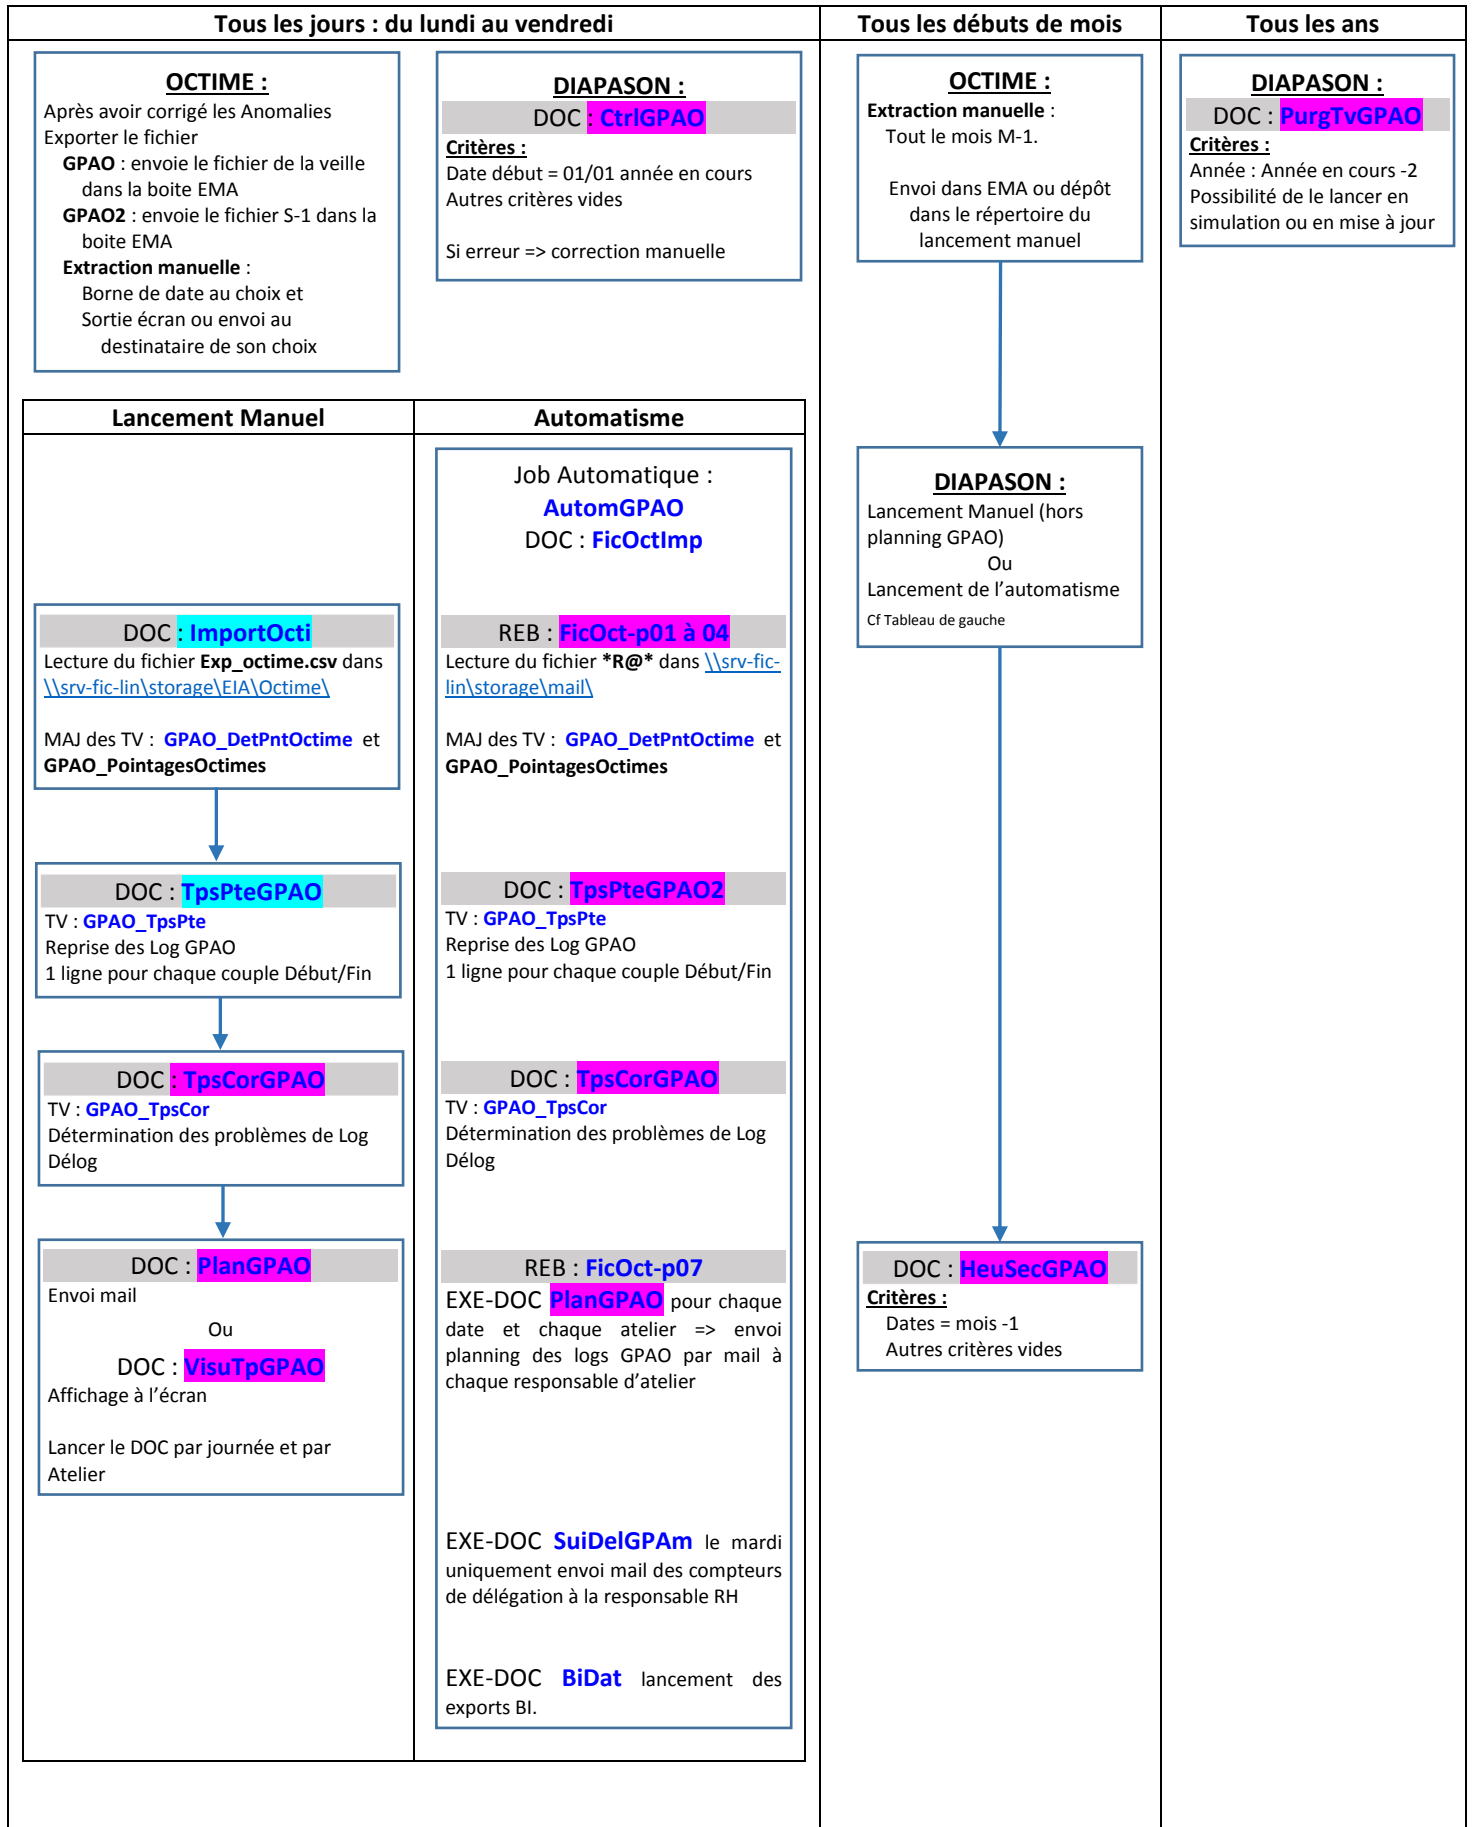 Tous les jours : du lundi au vendredi
Tous les débuts de mois
Tous les ans
OCTIME :
Après avoir corrigé les Anomalies
Exporter le fichier
GPAO : envoie le fichier de la veille
dans la boite EMA
GPAO2 : envoie le fichier S-1 dans la
boite EMA
Extraction manuelle :
Borne de date au choix et
Sortie écran ou envoi au
destinataire de son choix
DIAPASON :
DOC : CtrlGPAO
Critères :
Date début = 01/01 année en cours
Autres critères vides
Si erreur => correction manuelle
OCTIME :
Extraction manuelle :
Tout le mois M-1.
Envoi dans EMA ou dépôt
dans le répertoire du
lancement manuel
DIAPASON :
DOC : PurgTvGPAO
Critères :
Année : Année en cours -2
Possibilité de le lancer en
simulation ou en mise à jour
Lancement Manuel
Automatisme
DOC : ImportOcti
Lecture du fichier Exp_octime.csv dans
\\srv-fic-lin\storage\EIA\Octime\
MAJ des TV : GPAO_DetPntOctime et
GPAO_PointagesOctimes
DOC : TpsPteGPAO
TV : GPAO_TpsPte
Reprise des Log GPAO
1 ligne pour chaque couple Début/Fin
DOC : TpsCorGPAO
TV : GPAO_TpsCor
Détermination des problèmes de Log
Délog
DOC : PlanGPAO
Envoi mail
Ou
DOC : VisuTpGPAO
Affichage à l'écran
Lancer le DOC par journée et par
Atelier
Job Automatique :
AutomGPAO
DOC : FicOctImp
REB : FicOct-p01 à 04
Lecture du fichier *R@* dans \\srv-fic-
lin\storage\mail\
MAJ des TV : GPAO_DetPntOctime et
GPAO_PointagesOctimes
DOC : TpsPteGPAO2
TV : GPAO_TpsPte
Reprise des Log GPAO
1 ligne pour chaque couple Début/Fin
DOC : TpsCorGPAO
TV : GPAO_TpsCor
Détermination des problèmes de Log
Délog
REB : FicOct-p07
EXE-DOC PlanGPAO pour chaque
date et chaque atelier => envoi
planning des logs GPAO par mail à
chaque responsable d'atelier
EXE-DOC SuiDelGPAm le mardi
uniquement envoi mail des compteurs
de délégation à la responsable RH
EXE-DOC BiDat lancement des
exports BI.
DIAPASON :
Lancement Manuel (hors
planning GPAO)
Ou
Lancement de l'automatisme
Cf Tableau de gauche
DOC : HeuSecGPAO
Critères :
Dates = mois -1
Autres critères vides